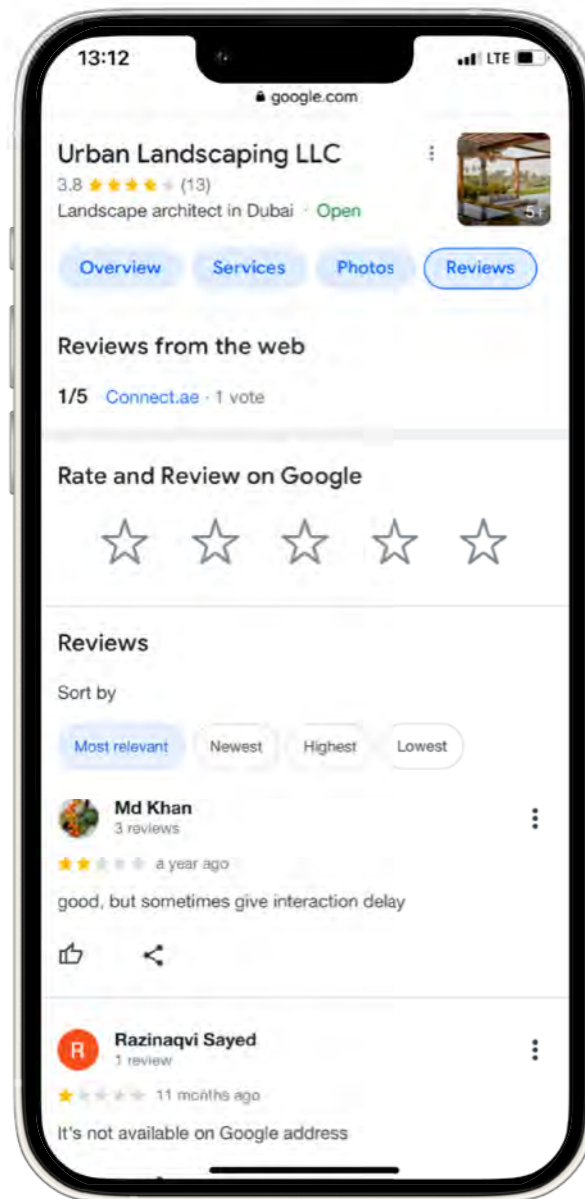 13:12
LTE
google.com
Urban Landscaping LLC
3.8 (13)
Landscape architect in Dubai · Open
5+
Overview Services Photos Reviews
Reviews from the web
1/5 Connect.ae · 1 vote
Rate and Review on Google
Reviews
Sort by
Most relevant Newest Highest Lowest
Md Khan
3 reviews
a year ago
good, but sometimes give interaction delay
R
Razinaqvi Sayed
1 review
11 months ago
It's not available on Google address